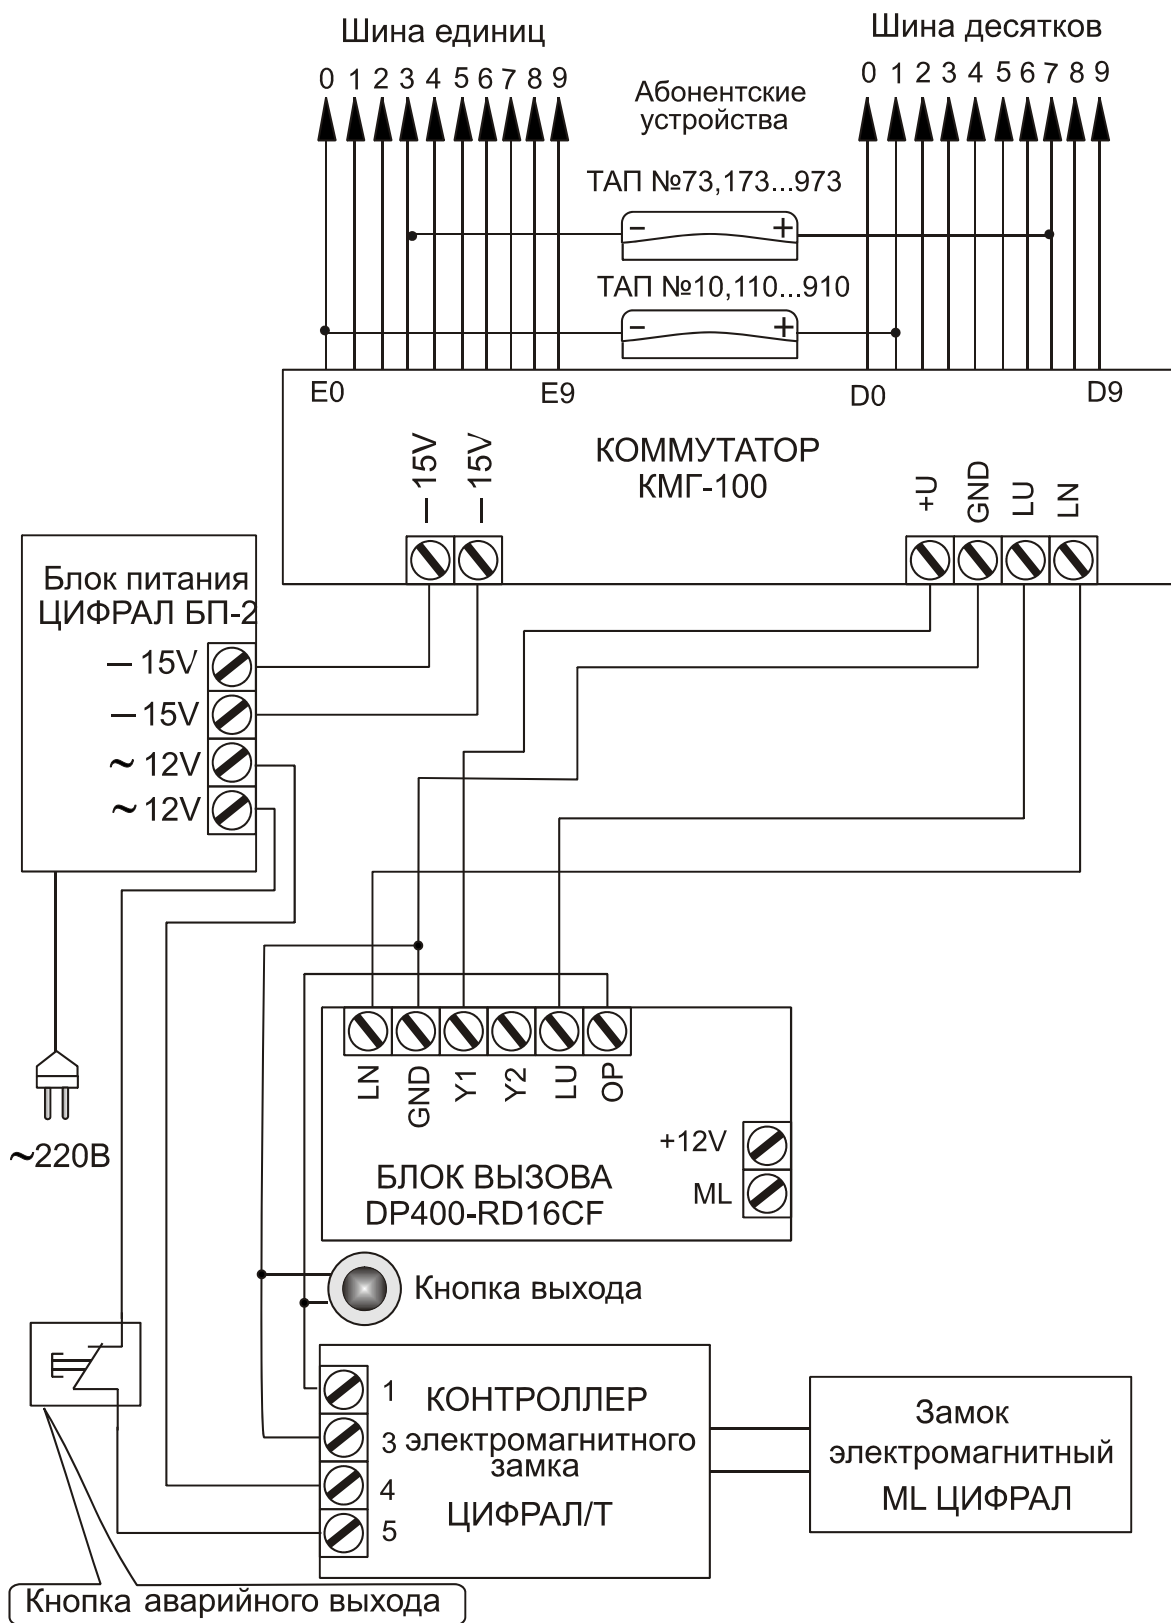 Шина единиц
Шина десятков
0 1 2 3 4 5 6 7 8 9
0 1 2 3 4 5 6 7 8 9
Абонентские
устройства
ТАП №73,173...973
− +
ТАП №10,110...910
− +
E0
E9
D0
D9
КОММУТАТОР
КМГ-100
— 15V
— 15V
+U
GND
LU
LN
Блок питания
ЦИФРАЛ БП-2
— 15V
— 15V
~ 12V
~ 12V
~220В
LN
GND
Y1
Y2
LU
OP
+12V
ML
БЛОК ВЫЗОВА
DP400-RD16CF
Кнопка выхода
1
3
4
5
КОНТРОЛЛЕР
электромагнитного
замка
ЦИФРАЛ/Т
Замок
электромагнитный
ML ЦИФРАЛ
Кнопка аварийного выхода